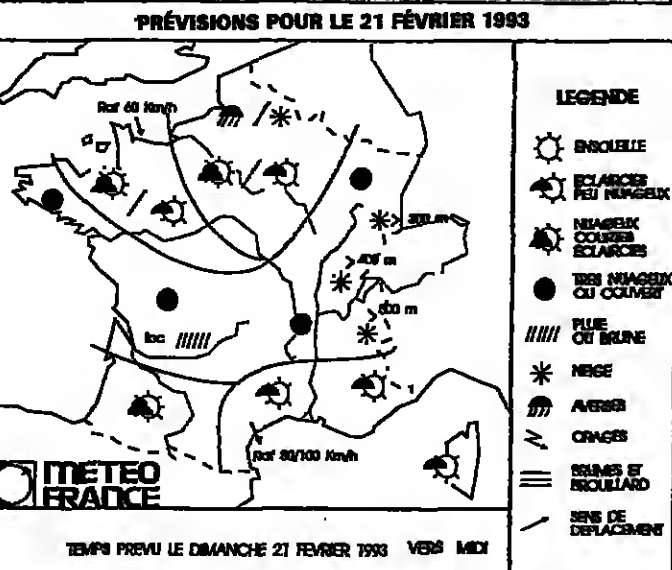 PRÉVISIONS POUR LE 21 FÉVRIER 1993
Raf 60 Km/h
> 300 m
> 400 m
> 600 m
loc
Raf 80/100 Km/h
METEO
FRANCE
LEGENDE
ENSOLEILLE
ECLAIRCIES
PEU NUAGEUX
NUAGEUX
COURTES
ECLAIRCIES
TRES NUAGEUX
OU COUVERT
PLUIE
OU BRUINE
NEIGE
AVERSES
ORAGES
BRUMES ET
BROUILLARD
SENS DE
DEPLACEMENT
TEMPS PREVU LE DIMANCHE 21 FEVRIER 1993 VERS MIDI